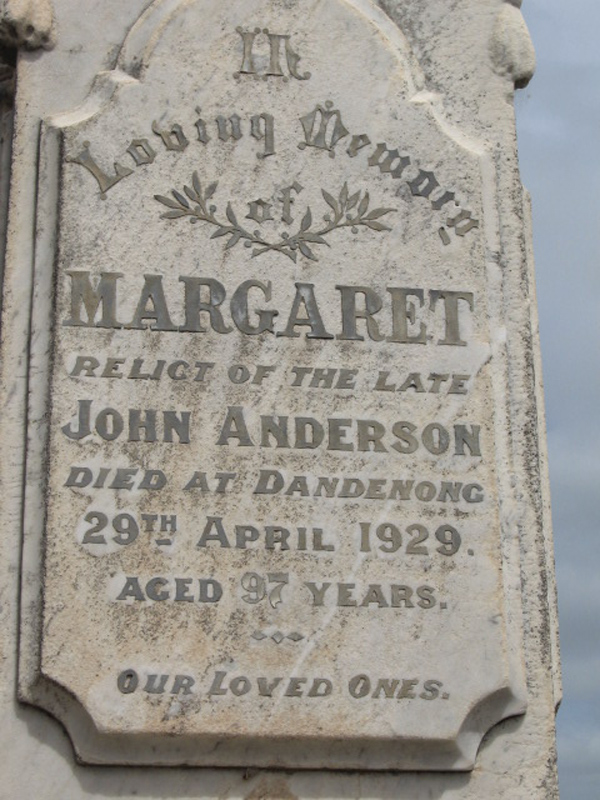 In
Loving Memory
of
MARGARET
RELICT OF THE LATE
JOHN ANDERSON
DIED AT DANDENONG
29TH APRIL 1929.
AGED 97 YEARS.
OUR LOVED ONES.